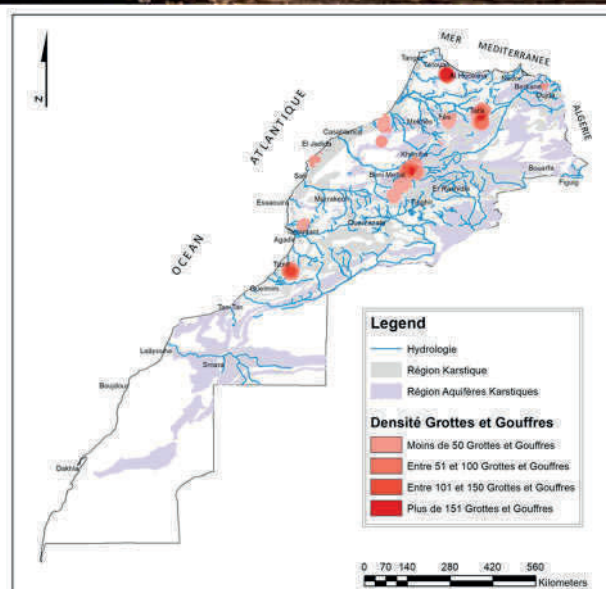 MER MEDITERRANEE
Tanger
Tetouan
Al Hoceima
Nador
Berkane
Oujda
ALGERIE
Taza
Fès
Meknès
ATLANTIQUE
Casablanca
El Jadida
Khénifra
Safi
Beni Mellal
Bouarfa
Figuig
Er Rachidia
Essaouira
Marrakech
Tinghir
Ouarzazate
Taroudant
Agadir
OCEAN
Tiznit
Guelmim
Tan-Tan
Laâyoune
Smara
Boujdour
Dakhla
N
Legend
Hydrologie
Région Karstique
Région Aquifères Karstiques
Densité Grottes et Gouffres
Moins de 50 Grottes et Gouffres
Entre 51 et 100 Grottes et Gouffres
Entre 101 et 150 Grottes et Gouffres
Plus de 151 Grottes et Gouffres
0 70 140 280 420 560
Kilometers